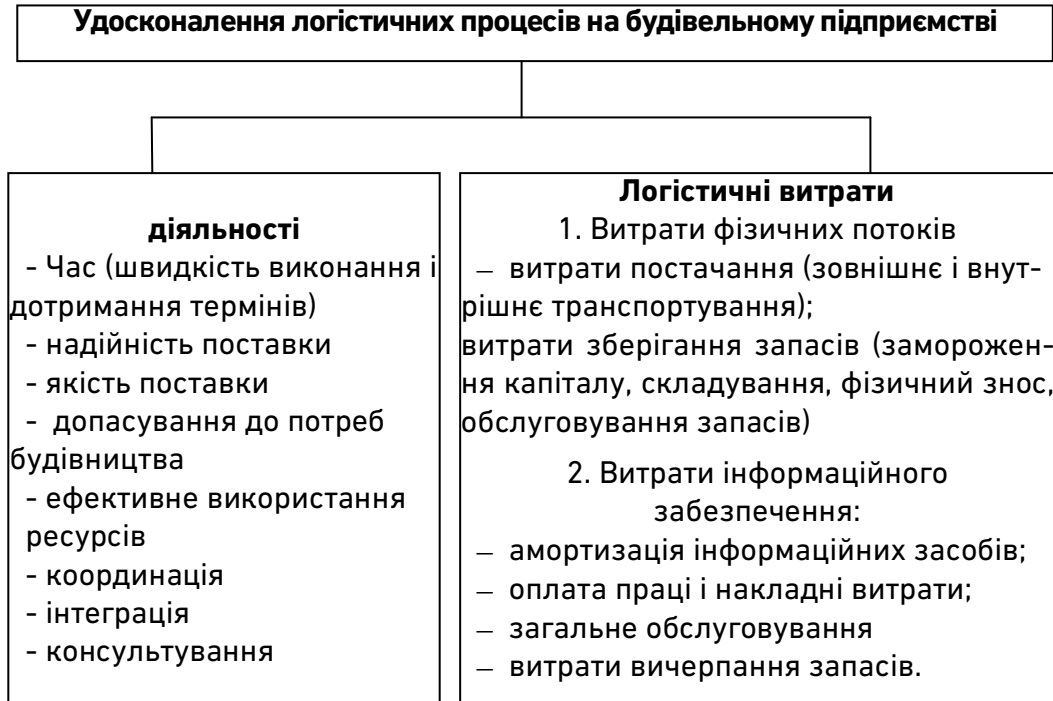 Удосконалення логістичних процесів на будівельному підприємстві
діяльності
- Час (швидкість виконання і
дотримання термінів)
- надійність поставки
- якість поставки
- допасування до потреб
будівництва
- ефективне використання
ресурсів
- координація
- інтеграція
- консультування
Логістичні витрати
1. Витрати фізичних потоків
– витрати постачання (зовнішнє і внут-
рішнє транспортування);
витрати зберігання запасів (заморожен-
ня капіталу, складування, фізичний знос,
обслуговування запасів)
2. Витрати інформаційного
забезпечення:
– амортизація інформаційних засобів;
– оплата праці і накладні витрати;
– загальне обслуговування
– витрати вичерпання запасів.